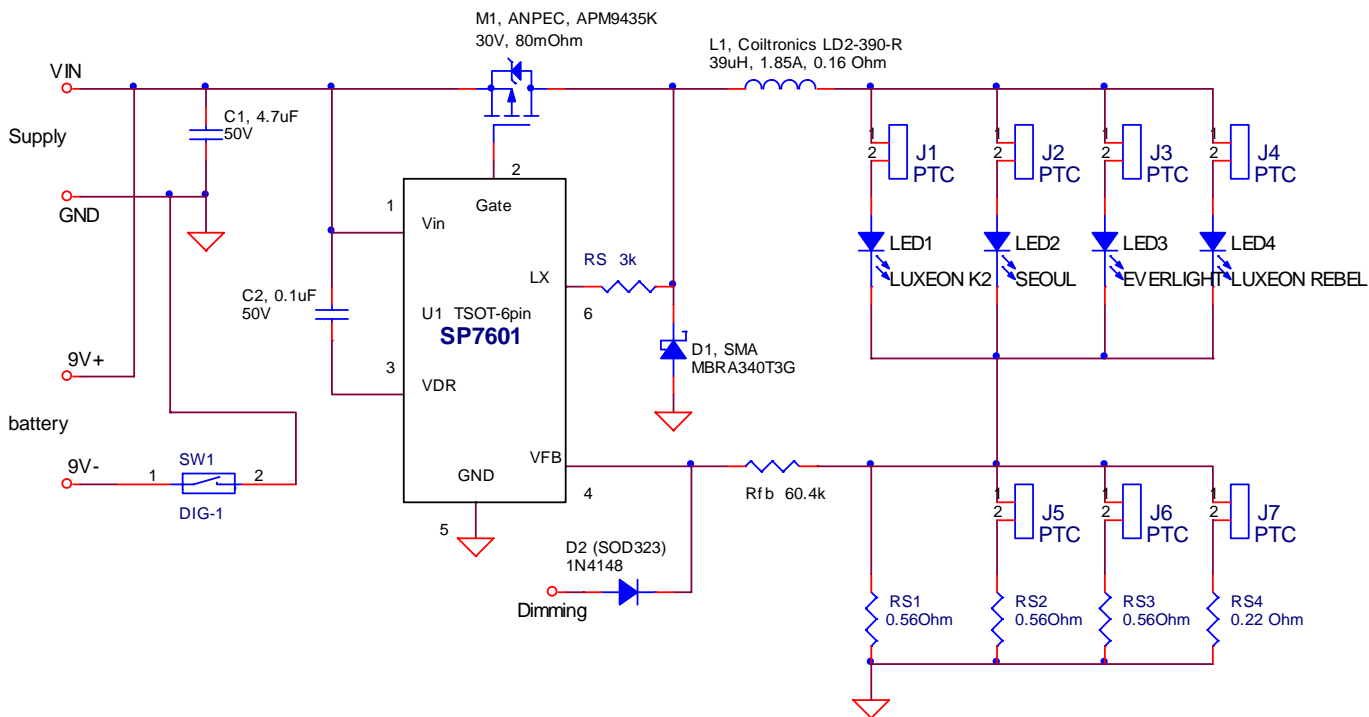 M1, ANPEC, APM9435K
30V, 80mOhm
L1, Coiltronics LD2-390-R
39uH, 1.85A, 0.16 Ohm
VIN
C1, 4.7uF
50V
Supply
GND
1
2
J1
PTC
1
2
J2
PTC
1
2
J3
PTC
1
2
J4
PTC
2
Gate
1
Vin
LED1
LUXEON K2
LED2
SEOUL
LED3
EVERLIGHT
LED4
LUXEON REBEL
RS 3k
LX
6
C2, 0.1uF
50V
U1 TSOT-6pin
SP7601
D1, SMA
MBRA340T3G
9V+
3
VDR
battery
9V-
1
SW1
2
DIG-1
GND
VFB
4
5
Rfb 60.4k
1
2
J5
PTC
1
2
J6
PTC
1
2
J7
PTC
D2 (SOD323)
1N4148
Dimming
RS1
0.56Ohm
RS2
0.56Ohm
RS3
0.56Ohm
RS4
0.22 Ohm